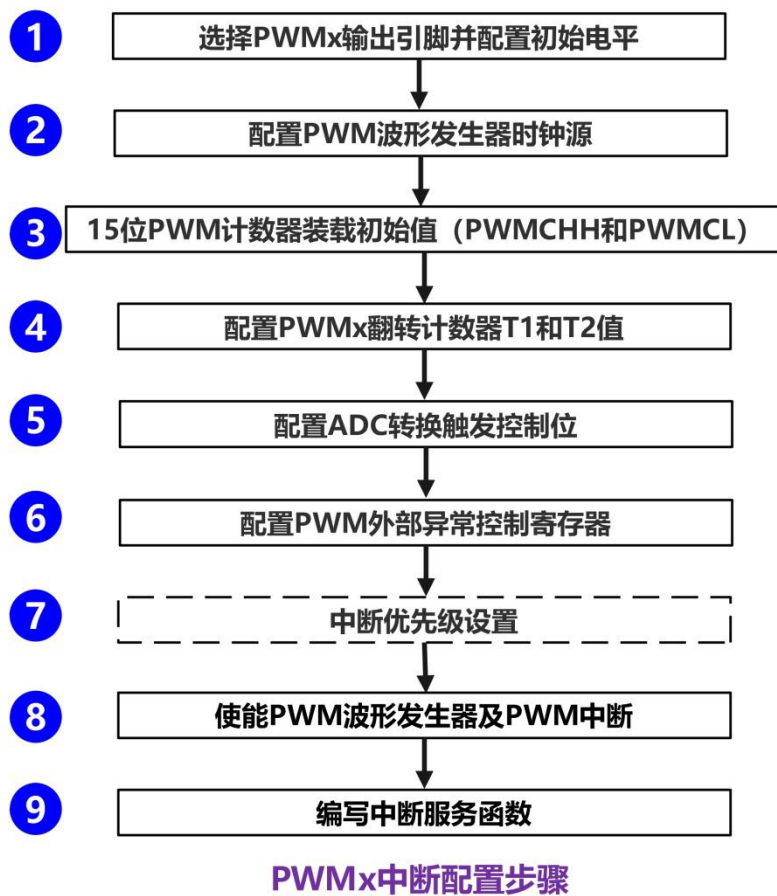 1 选择PWMx输出引脚并配置初始电平
2 配置PWM波形发生器时钟源
3 15位PWM计数器装载初始值（PWMCHH和PWMCL）
4 配置PWMx翻转计数器T1和T2值
5 配置ADC转换触发控制位
6 配置PWM外部异常控制寄存器
7 中断优先级设置
8 使能PWM波形发生器及PWM中断
9 编写中断服务函数
PWMx中断配置步骤